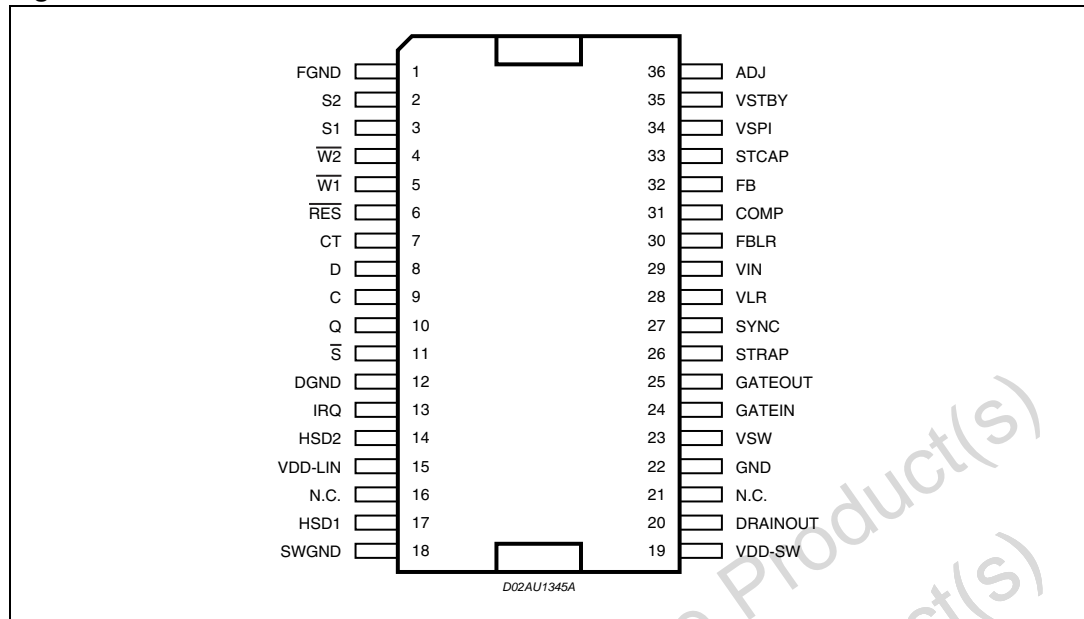 FGND 1 36 ADJ
S2 2 35 VSTBY
S1 3 34 VSPI
W̅2̅ 4 33 STCAP
W̅1̅ 5 32 FB
R̅E̅S̅ 6 31 COMP
CT 7 30 FBLR
D 8 29 VIN
C 9 28 VLR
Q 10 27 SYNC
S̅ 11 26 STRAP
DGND 12 25 GATEOUT
IRQ 13 24 GATEIN
HSD2 14 23 VSW
VDD-LIN 15 22 GND
N.C. 16 21 N.C.
HSD1 17 20 DRAINOUT
SWGND 18 19 VDD-SW
D02AU1345A
Product(s)